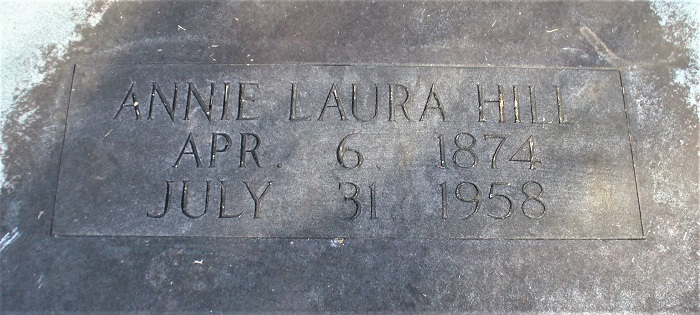 ANNIE LAURA HILL
APR. 6 1874
JULY 31 1958